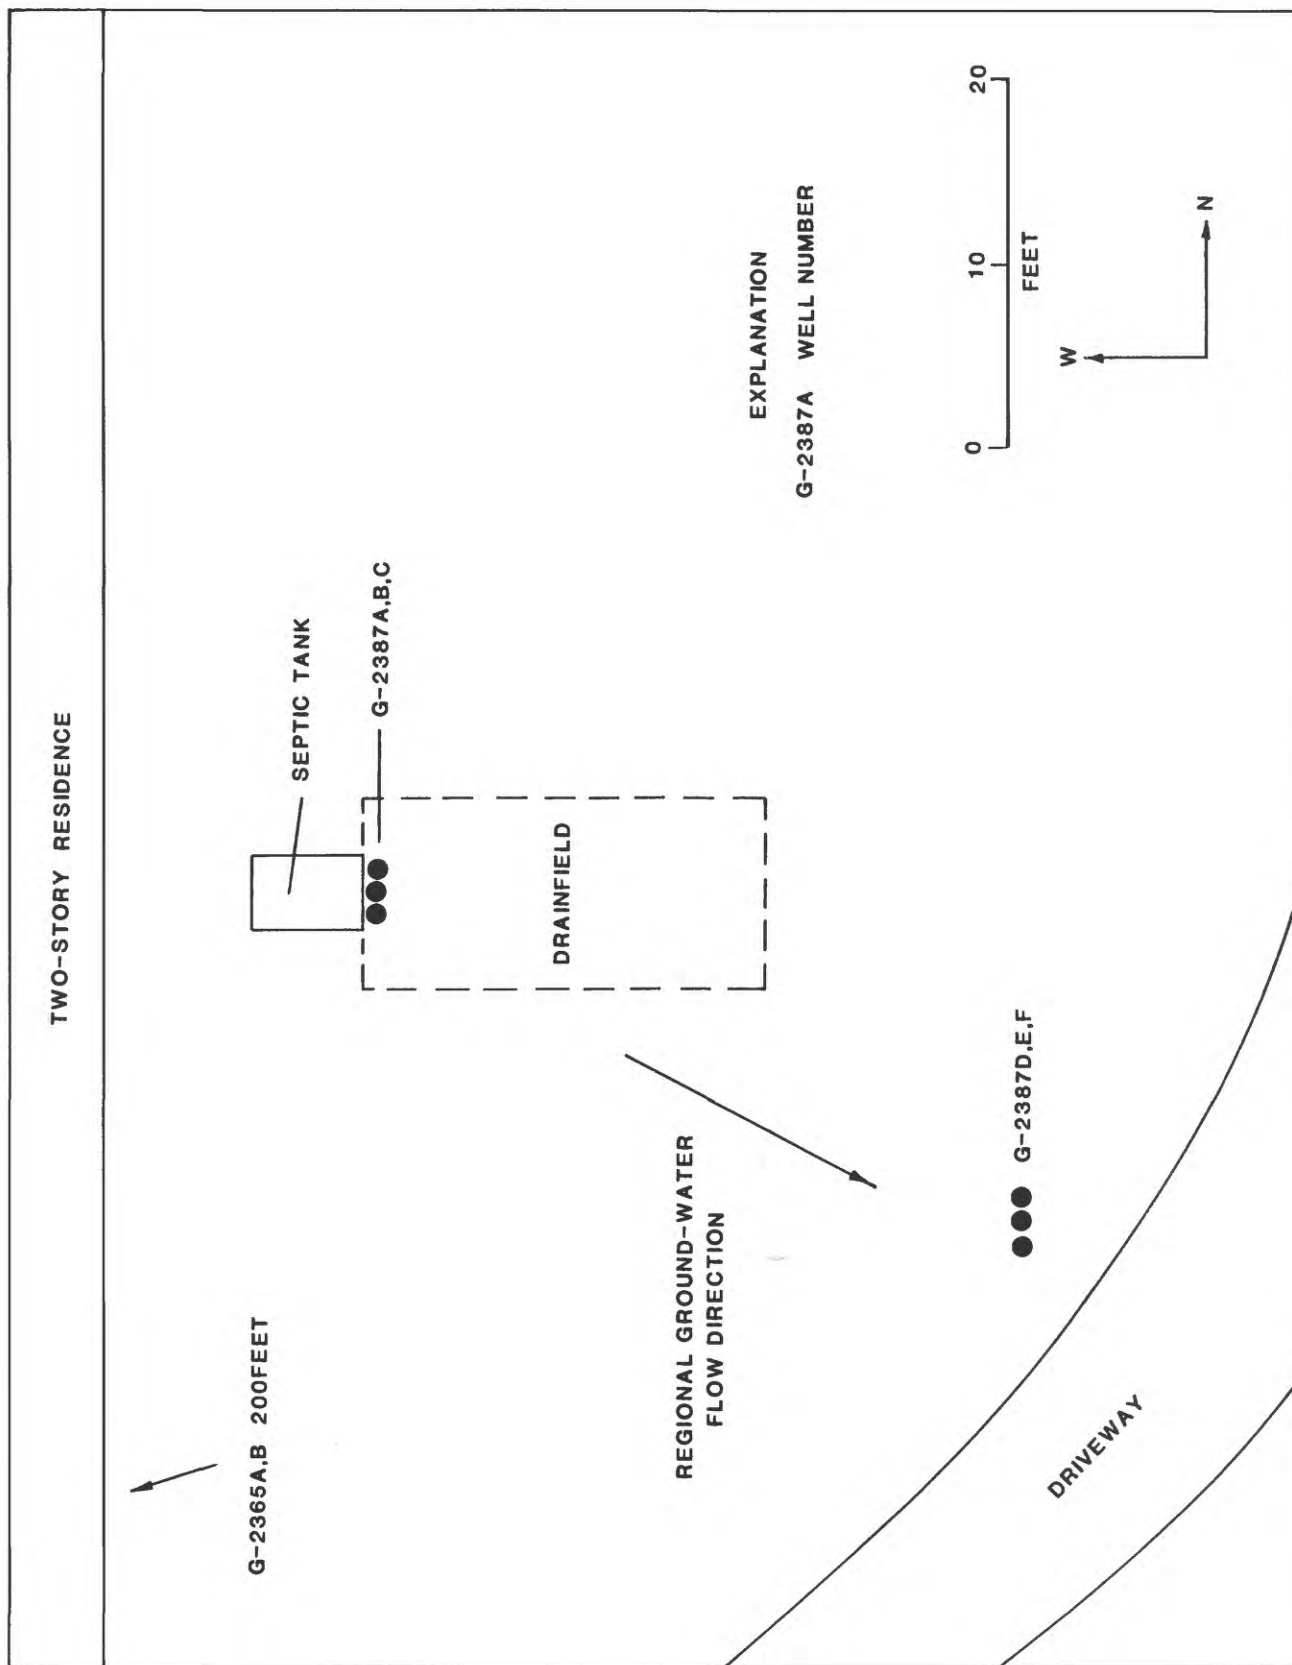 TWO-STORY RESIDENCE
G-2365A,B 200FEET
SEPTIC TANK
G-2387A,B,C
DRAINFIELD
REGIONAL GROUND-WATER
FLOW DIRECTION
G-2387D,E,F
DRIVEWAY
EXPLANATION
G-2387A WELL NUMBER
0 10 20
FEET
W
N